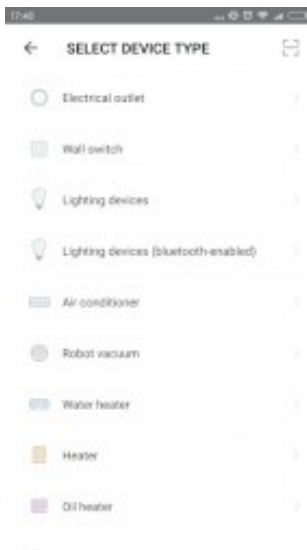 17:40
SELECT DEVICE TYPE
Electrical outlet
Wall switch
Lighting devices
Lighting devices (bluetooth-enabled)
Air conditioner
Robot vacuum
Water heater
Heater
Oil heater